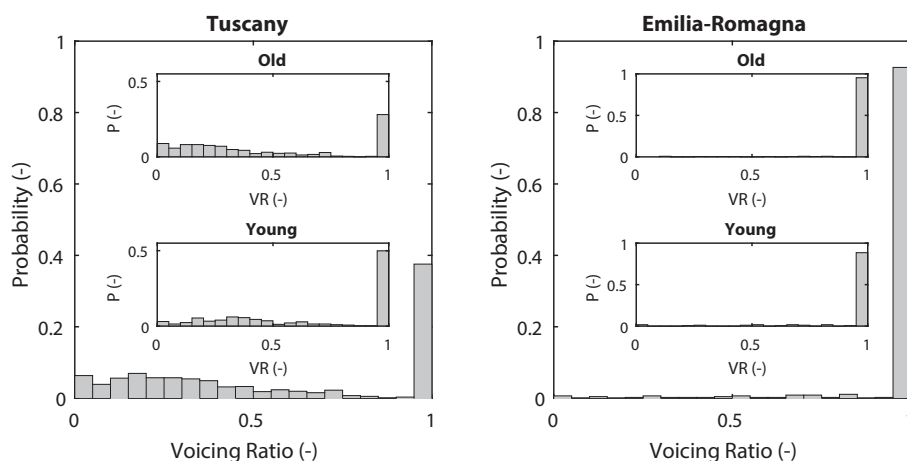 Tuscany
1
0.8
0.6
0.4
0.2
0
Probability (-)
0
0.5
1
Voicing Ratio (-)
Old
0.5
0
P (-)
0
0.5
1
VR (-)
Young
0.5
0
P (-)
0
0.5
1
VR (-)
Emilia-Romagna
1
0.8
0.6
0.4
0.2
0
Probability (-)
0
0.5
1
Voicing Ratio (-)
Old
1
0.5
0
P (-)
0
0.5
1
VR (-)
Young
1
0.5
0
P (-)
0
0.5
1
VR (-)